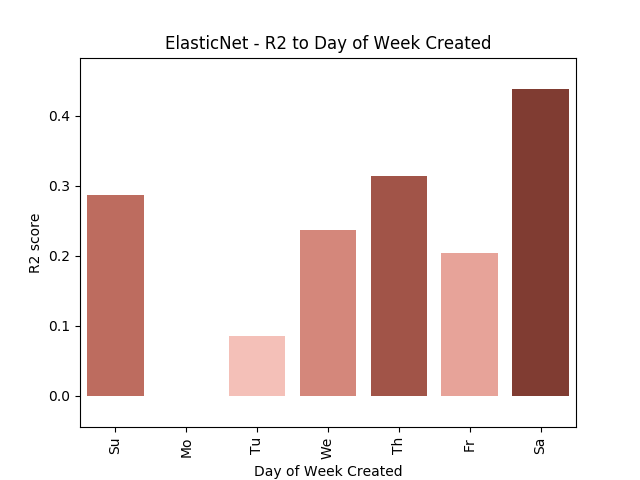 ElasticNet - R2 to Day of Week Created
R2 score
0.4
0.3
0.2
0.1
0.0
Su
Mo
Tu
We
Th
Fr
Sa
Day of Week Created